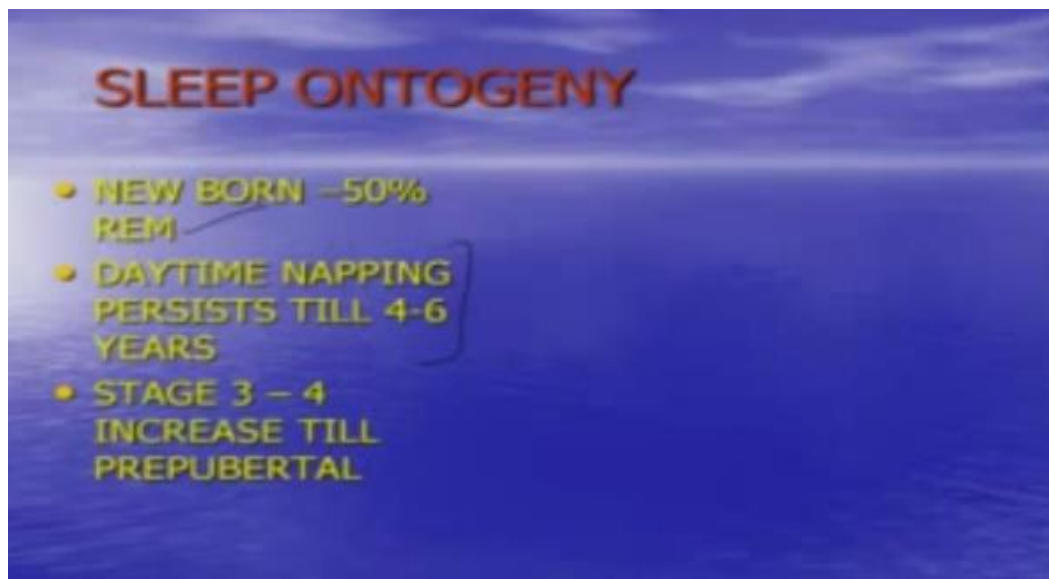 SLEEP ONTOGENY
NEW BORN –50%
REM
DAYTIME NAPPING
PERSISTS TILL 4-6
YEARS
STAGE 3 – 4
INCREASE TILL
PREPUBERTAL